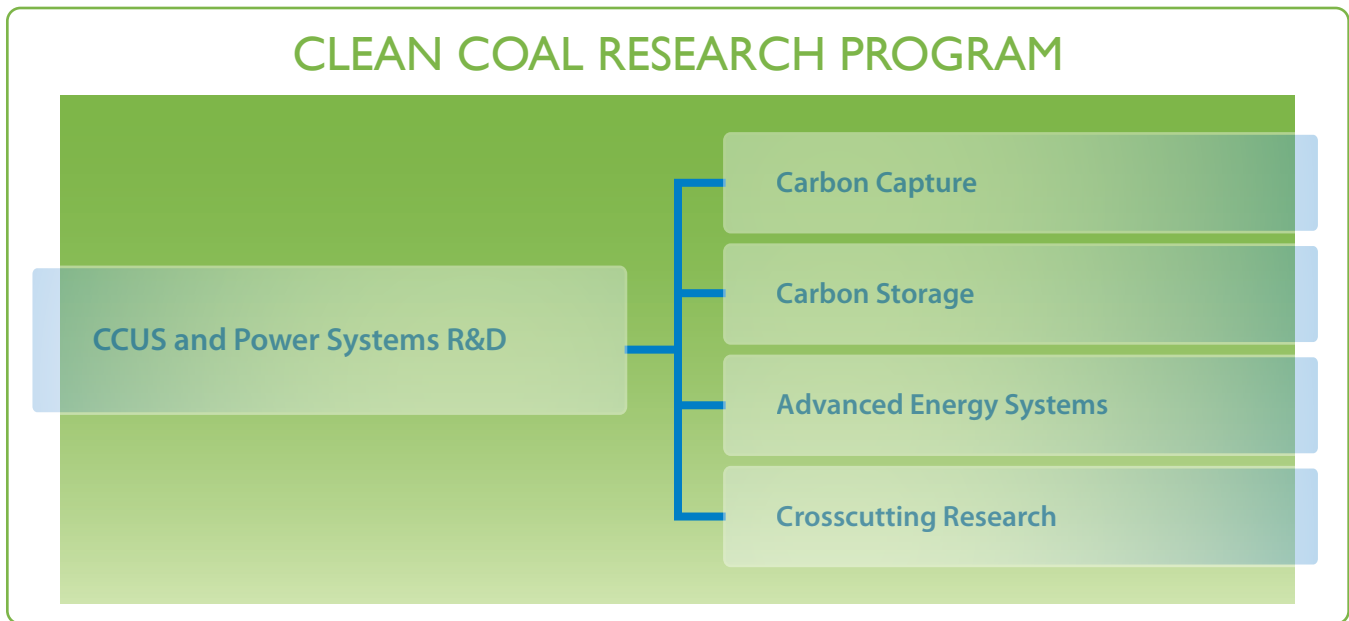 CLEAN COAL RESEARCH PROGRAM
CCUS and Power Systems R&D
Carbon Capture
Carbon Storage
Advanced Energy Systems
Crosscutting Research